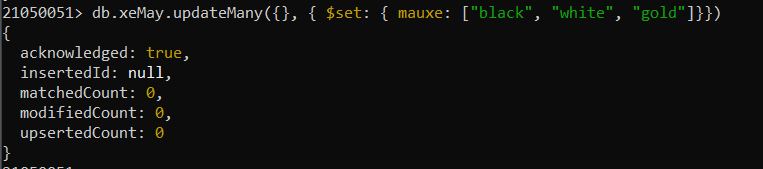 21050051> db.xeMay.updateMany({}, { $set: { mauxe: ["black", "white", "gold"]}})
{
  acknowledged: true,
  insertedId: null,
  matchedCount: 0,
  modifiedCount: 0,
  upsertedCount: 0
}